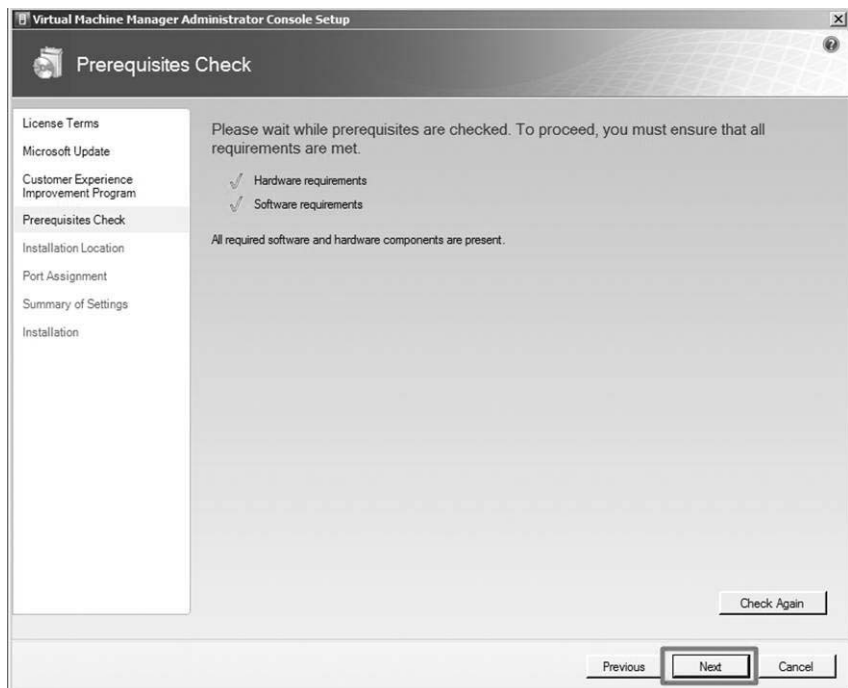 Virtual Machine Manager Administrator Console Setup
Prerequisites Check
License Terms
Microsoft Update
Customer Experience
Improvement Program
Prerequisites Check
Installation Location
Port Assignment
Summary of Settings
Installation
Please wait while prerequisites are checked. To proceed, you must ensure that all
requirements are met.
Hardware requirements
Software requirements
All required software and hardware components are present.
Check Again
Previous
Next
Cancel